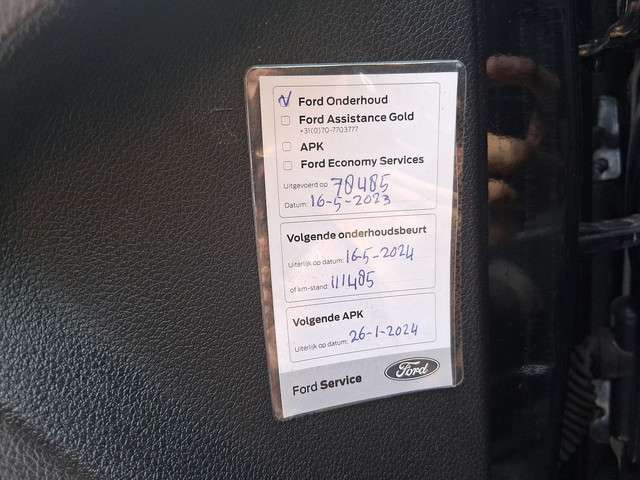 Ford Onderhoud
Ford Assistance Gold
+31(0)70-7703777
APK
Ford Economy Services
Uitgevoerd op 78485
Datum: 16-5-2023
Volgende onderhoudsbeurt
Uiterlijk op datum: 16-5-2024
of km-stand: 111485
Volgende APK
Uiterlijk op datum: 26-1-2024
Ford Service
Ford